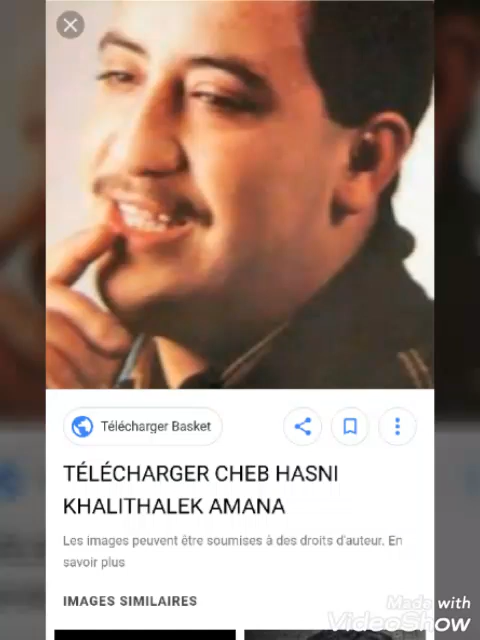 Télécharger Basket
TÉLÉCHARGER CHEB HASNI
KHALITHALEK AMANA
Les images peuvent être soumises à des droits d'auteur. En
savoir plus
IMAGES SIMILAIRES
Made with
VideoShow